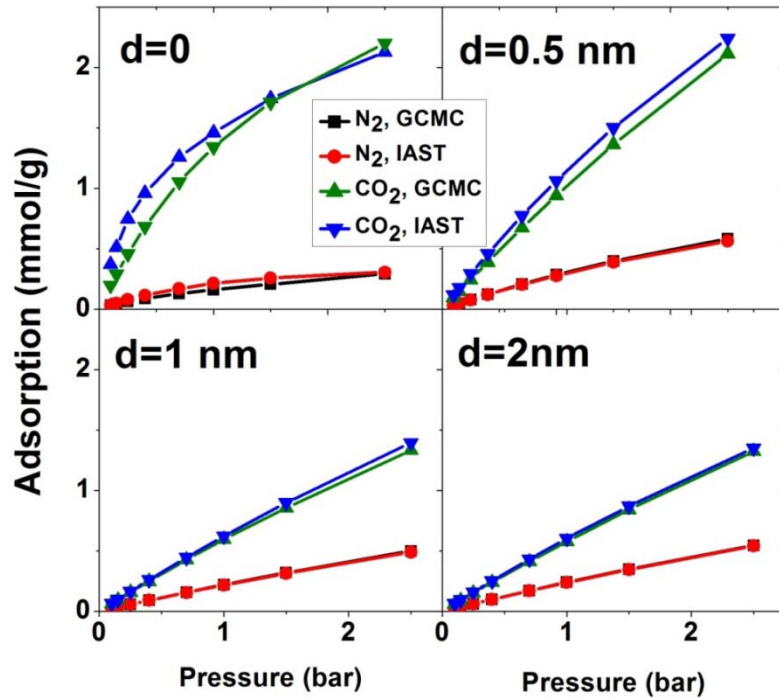 d=0
d=0.5 nm
N2, GCMC
N2, IAST
CO2, GCMC
CO2, IAST
2
1
0
d=1 nm
d=2nm
2
1
0
0
1
2
0
1
2
Adsorption (mmol/g)
Pressure (bar)
Pressure (bar)